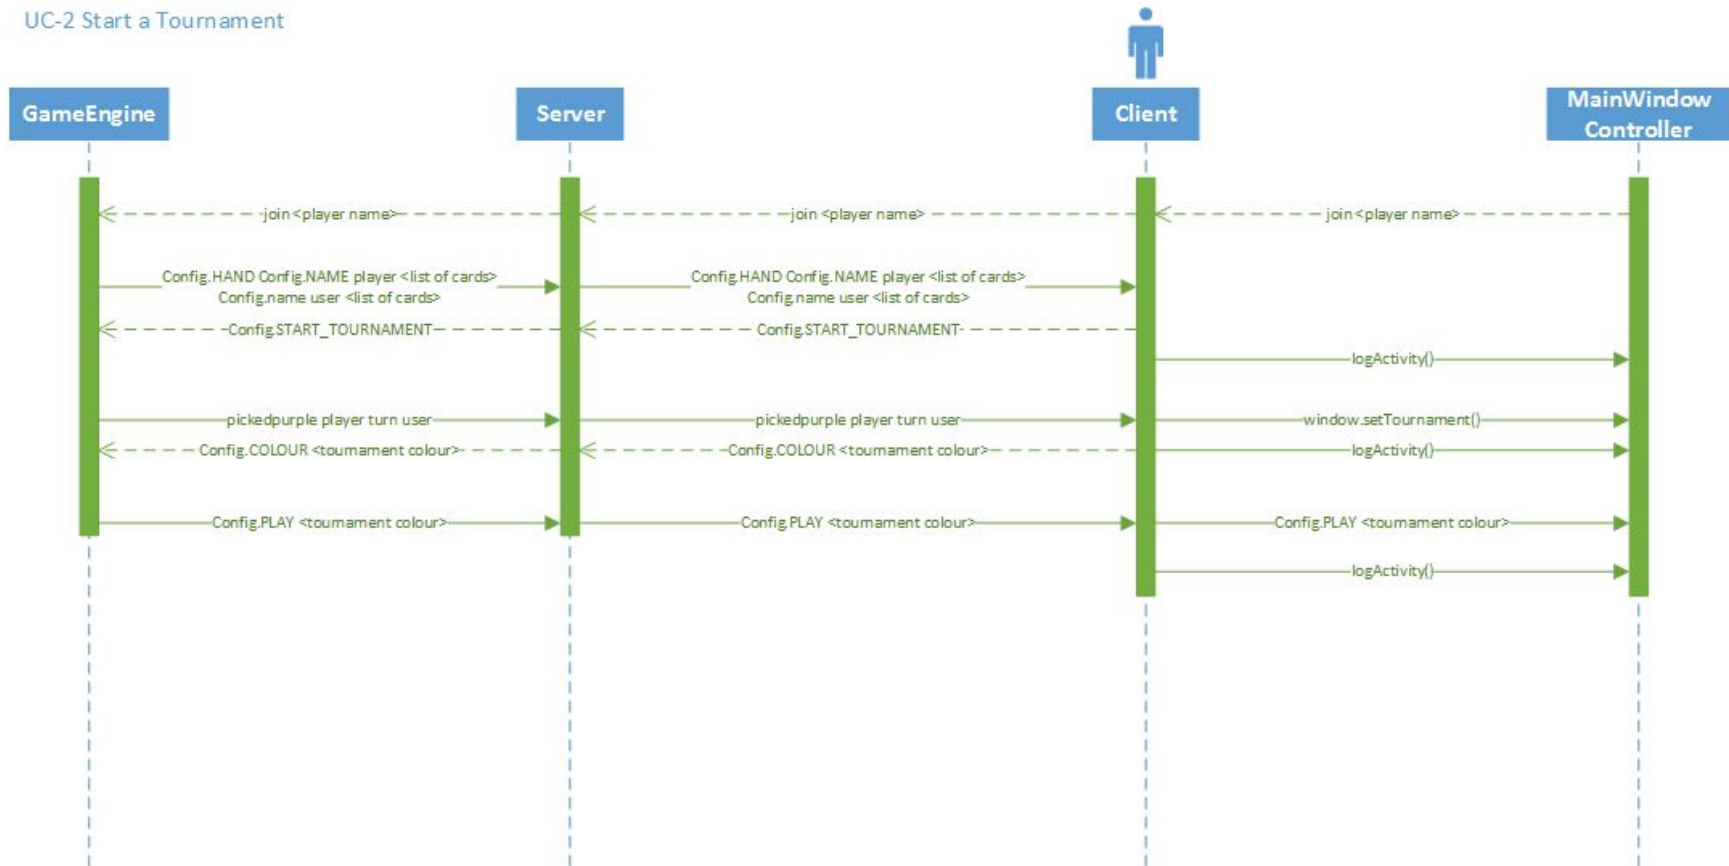 UC-2 Start a Tournament
GameEngine
Server
Client
MainWindow
Controller
join <player name>
join <player name>
join <player name>
Config.HAND Config.NAME player <list of cards>
Config.name user <list of cards>
Config.HAND Config.NAME player <list of cards>
Config.name user <list of cards>
Config.START_TOURNAMENT
Config.START_TOURNAMENT
logActivity()
pickedpurple player turn user
pickedpurple player turn user
window.setTournament()
Config.COLOUR <tournament colour>
Config.COLOUR <tournament colour>
logActivity()
Config.PLAY <tournament colour>
Config.PLAY <tournament colour>
Config.PLAY <tournament colour>
logActivity()